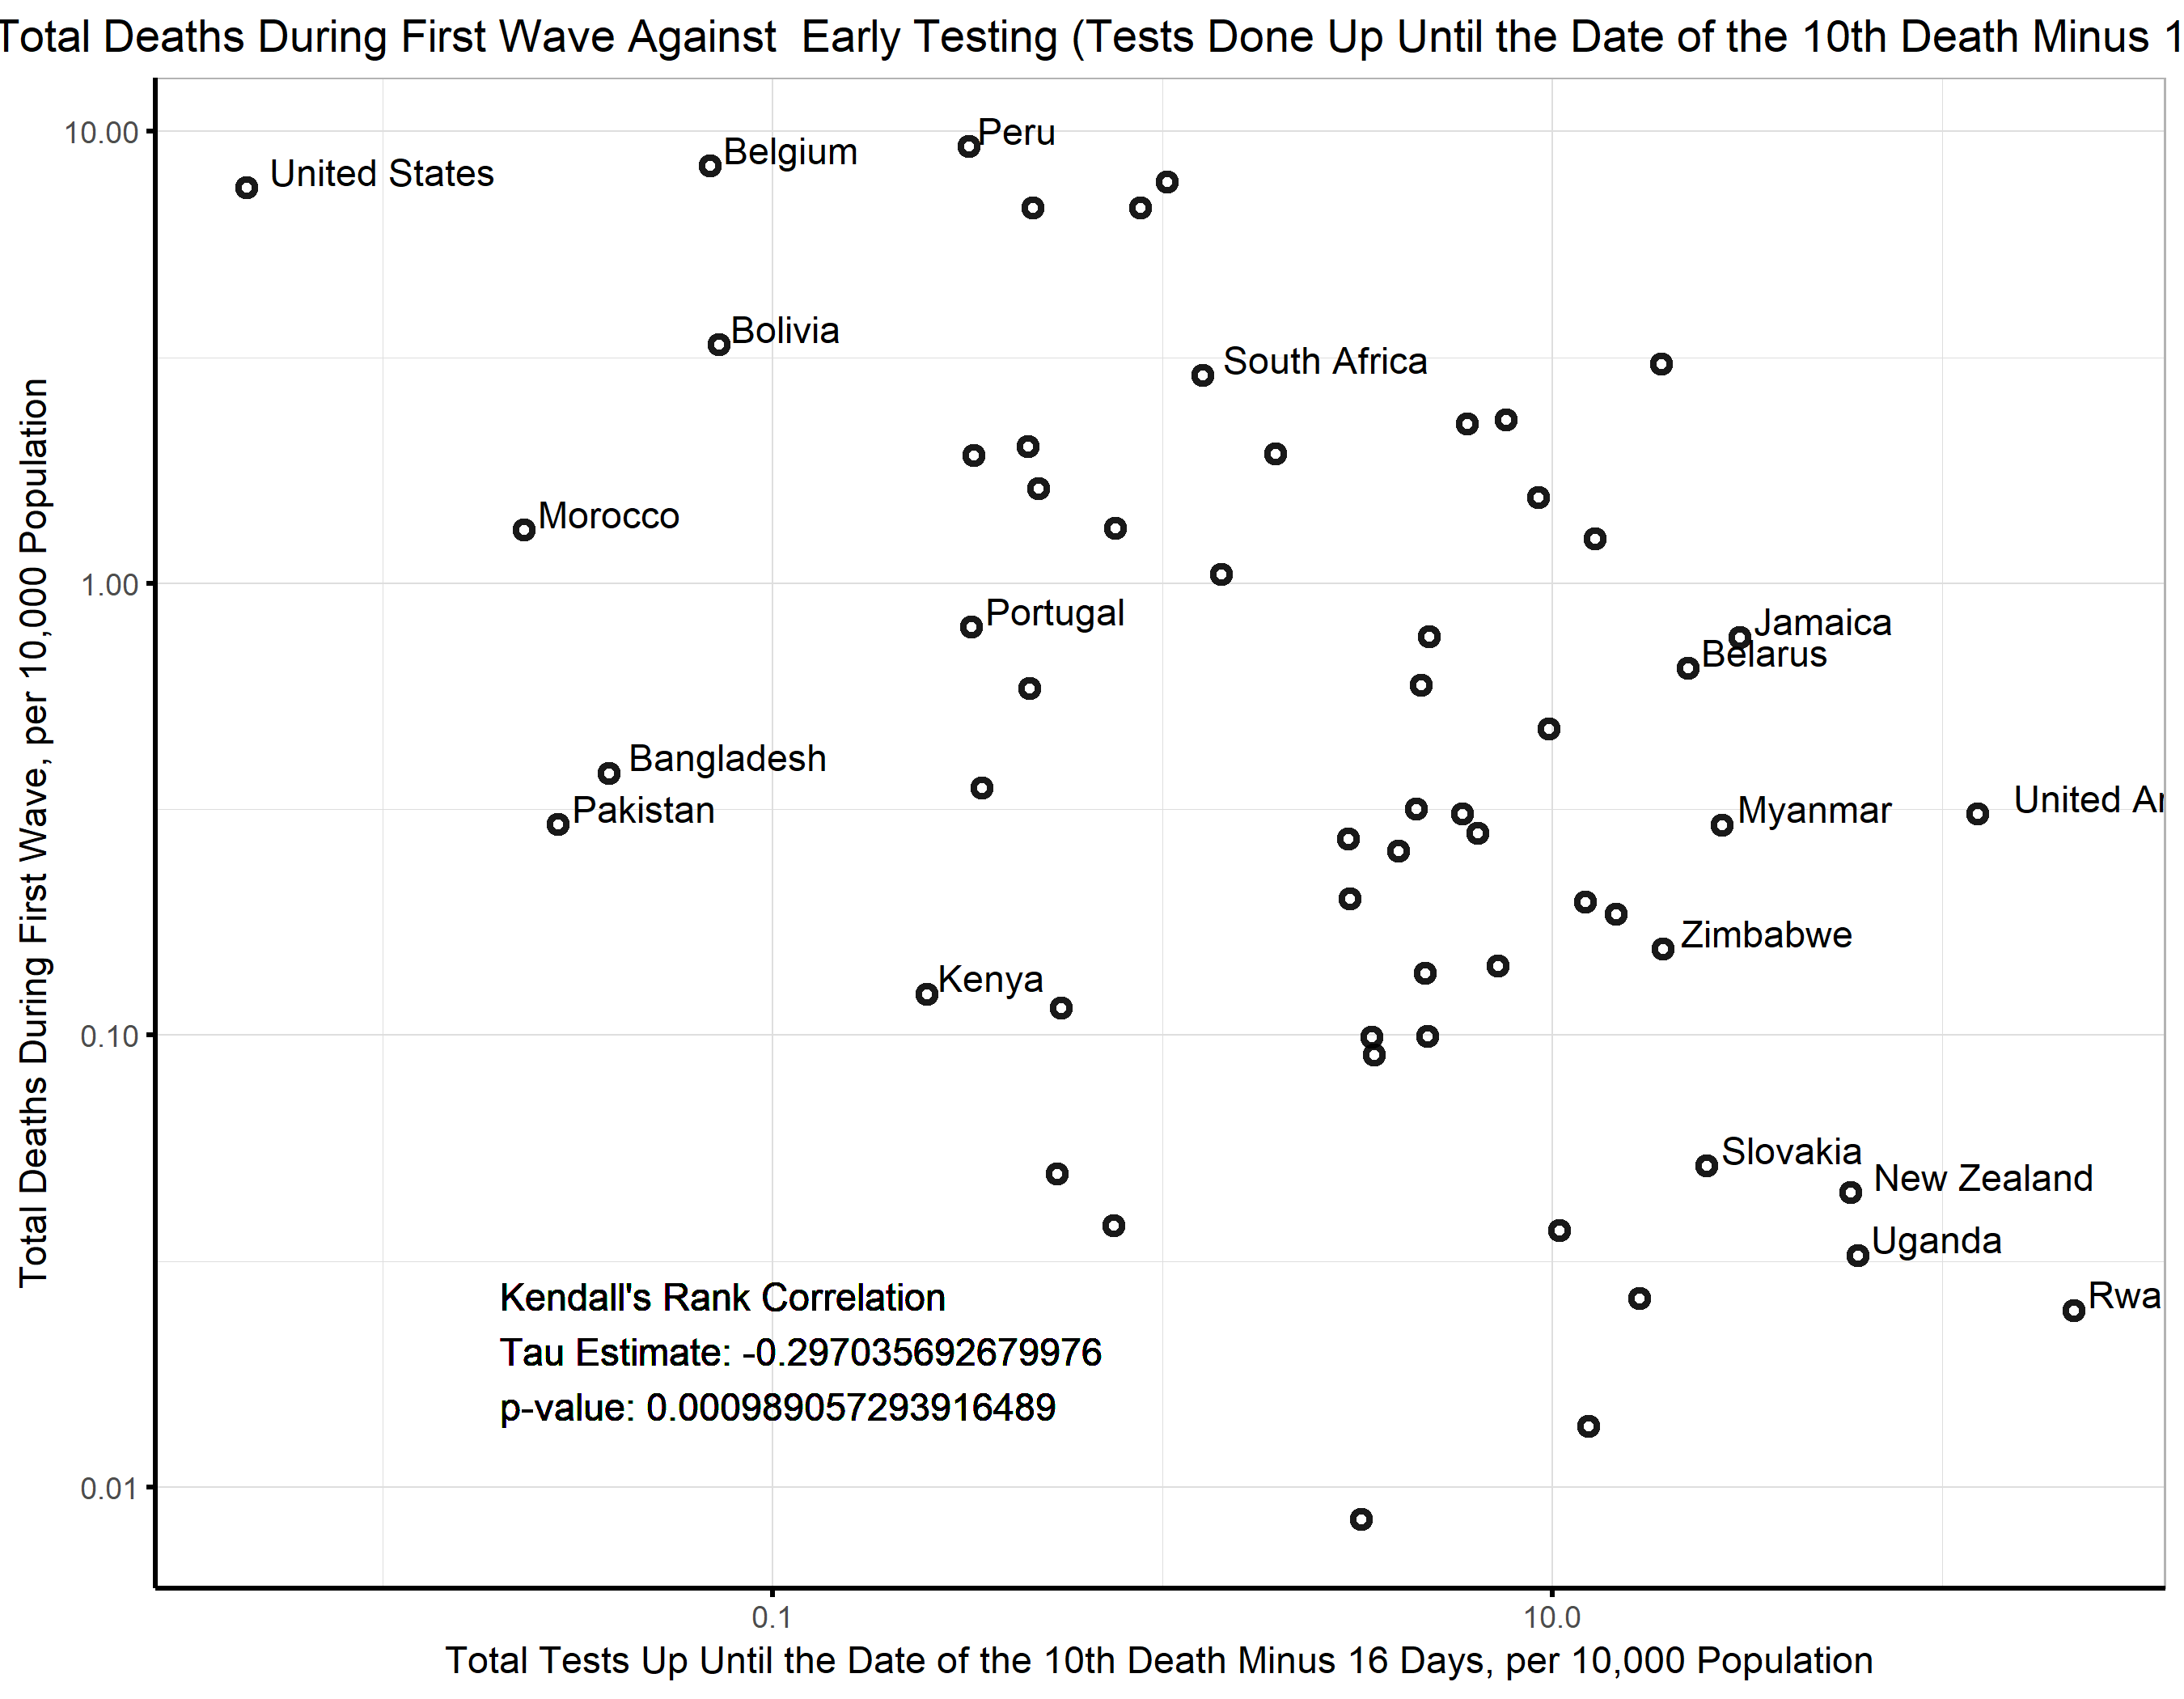 Total Deaths During First Wave Against  Early Testing (Tests Done Up Until the Date of the 10th Death Minus 1
10.00
Peru
Belgium
United States
Bolivia
South Africa
Morocco
1.00
Portugal
Jamaica
Belarus
Bangladesh
Pakistan
Myanmar
United Ar
Zimbabwe
Kenya
0.10
Slovakia
New Zealand
Uganda
Rwa
Kendall's Rank Correlation
Tau Estimate: -0.297035692679976
p-value: 0.000989057293916489
0.01
0.1
10.0
Total Tests Up Until the Date of the 10th Death Minus 16 Days, per 10,000 Population
Total Deaths During First Wave, per 10,000 Population